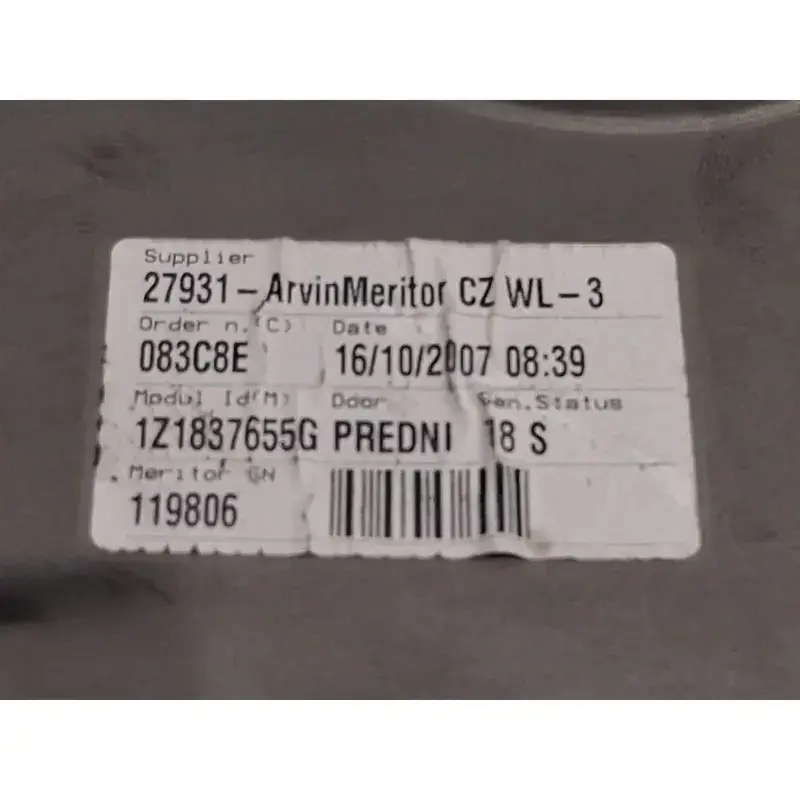 Supplier
27931-ArvinMeritor CZ WL-3
Order n.(C) Date
083C8E 16/10/2007 08:39
Modul Id(M) Door Gen.Status
1Z1837655G PREDNI 18 S
Meritor GN
119806